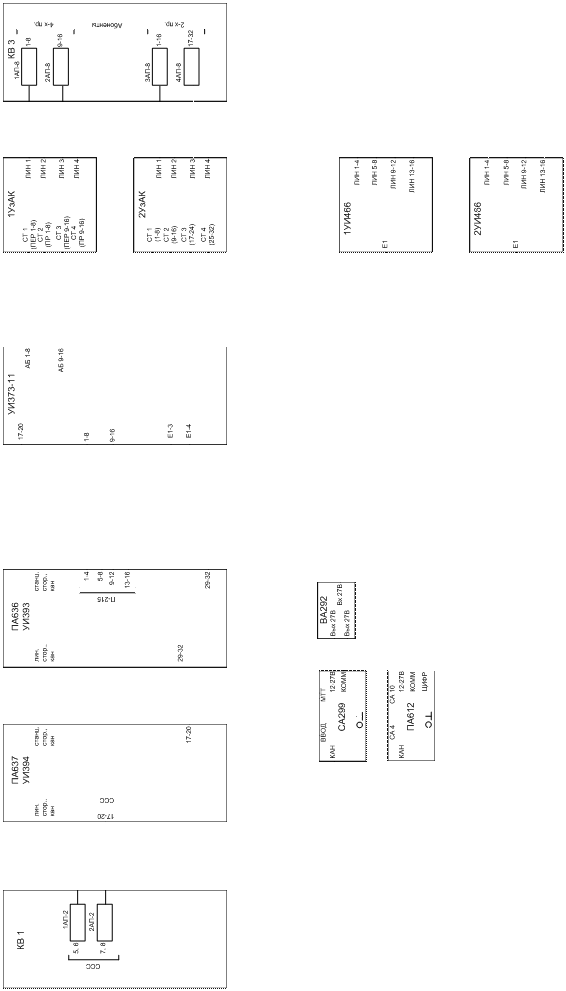 КВ 3
1АП-8
1-8
2АП-8
9-16
3АП-8
1-16
4АП-8
17-32
4-х пр.
Абоненты
2-х пр.
1УзАК
СТ 1
(ПЕР 1-8)
СТ 2
(ПР 1-8)
СТ 3
(ПЕР 9-16)
СТ 4
(ПР 9-16)
ЛИН 1
ЛИН 2
ЛИН 3
ЛИН 4
2УзАК
СТ 1
(1-8)
СТ 2
(9-16)
СТ 3
(17-24)
СТ 4
(25-32)
ЛИН 1
ЛИН 2
ЛИН 3
ЛИН 4
1УИ466
Е1
ЛИН 1-4
ЛИН 5-8
ЛИН 9-12
ЛИН 13-16
2УИ486
Е1
ЛИН 1-4
ЛИН 5-8
ЛИН 9-12
ЛИН 13-16
УИ373-11
17-20
1-8
9-16
Е1-3
Е1-4
АБ 1-8
АБ 9-16
ПА636
УИ393
лин.
стор..
кан
станц.
стор..
кан
1-4
5-8
9-12
13-16
П-215
29-32
29-32
ВА292
Вых 27В
Вых 27В
Вх 27В
СА299
ВВОД
КАН
МТТ
12-27В
КОММ
ПА612
СА 4
КАН
СА 10
12-27В
КОММ
ЦИФР
ПА637
УИ394
лин.
стор..
кан
станц.
стор..
кан
17-20
ССС
17-20
КВ 1
1АП-2
5, 6
2АП-2
7, 8
ССС